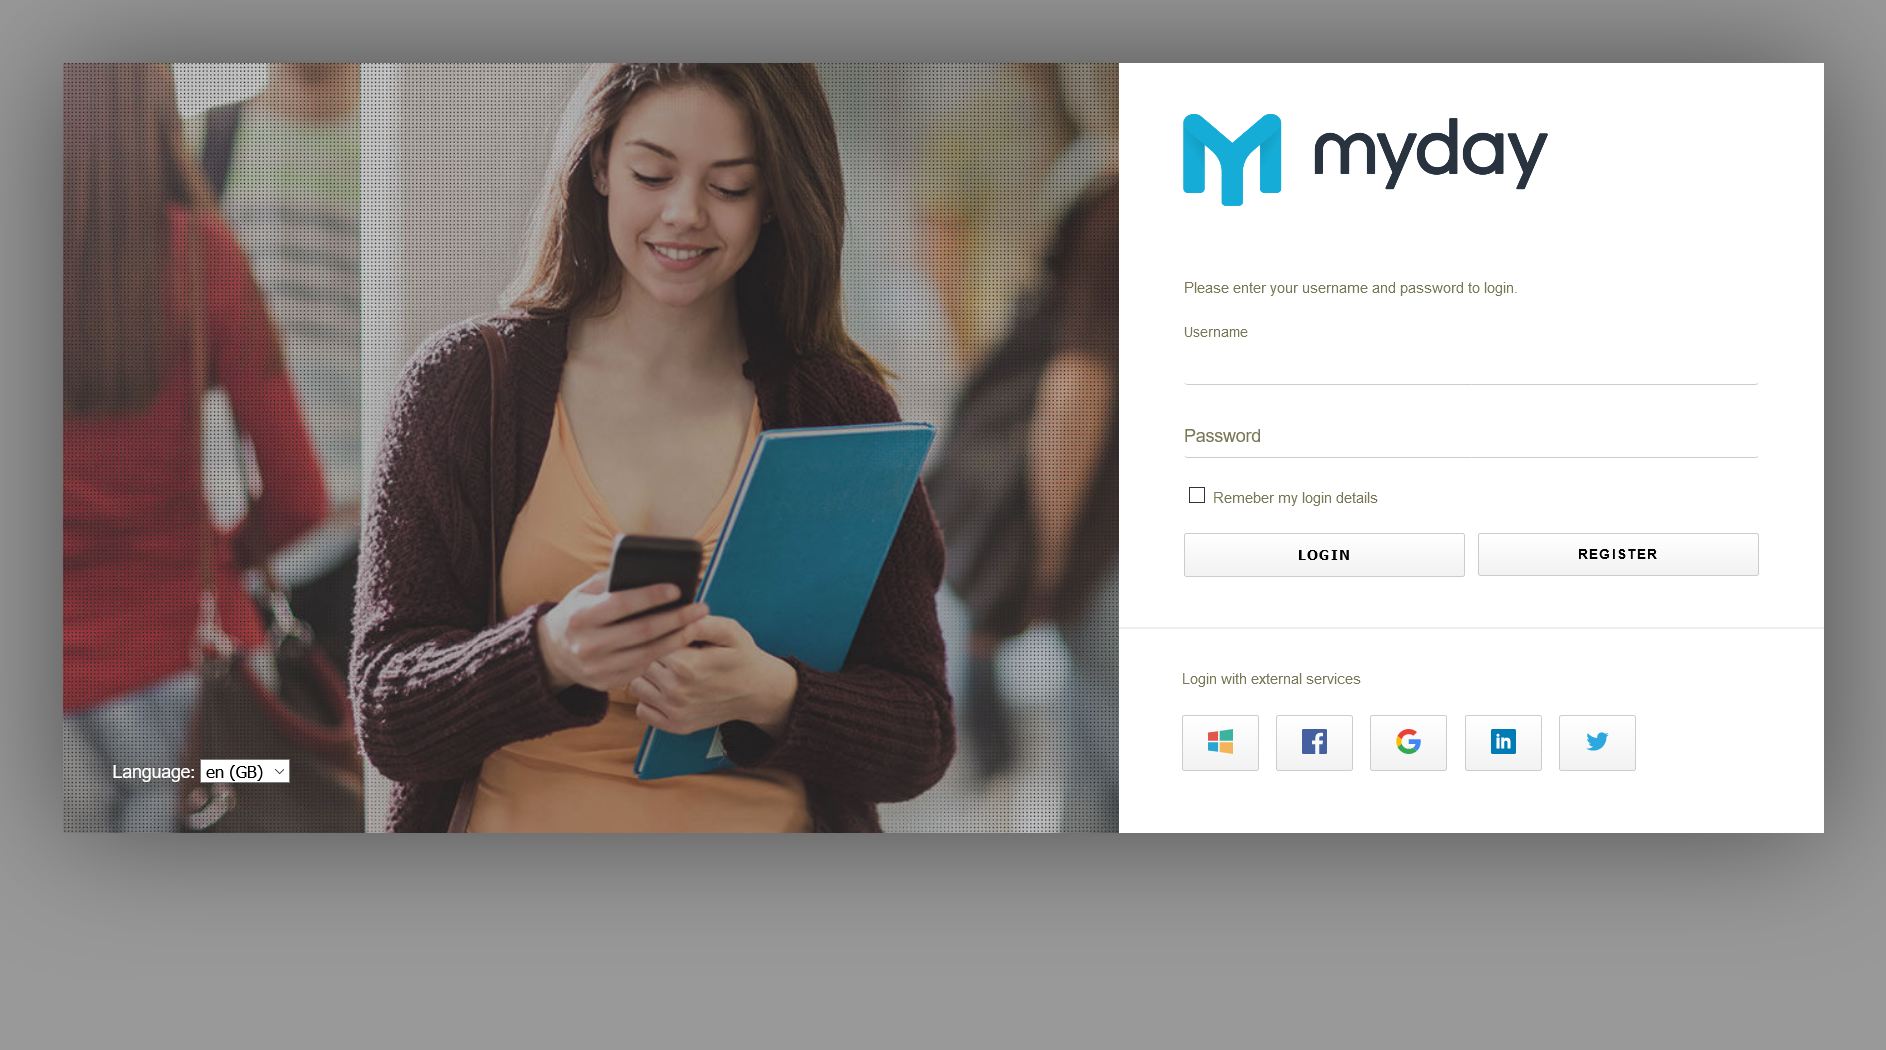 myday
Please enter your username and password to login.
Username
Password
Remeber my login details
LOGIN
REGISTER
Login with external services
Language: en (GB)